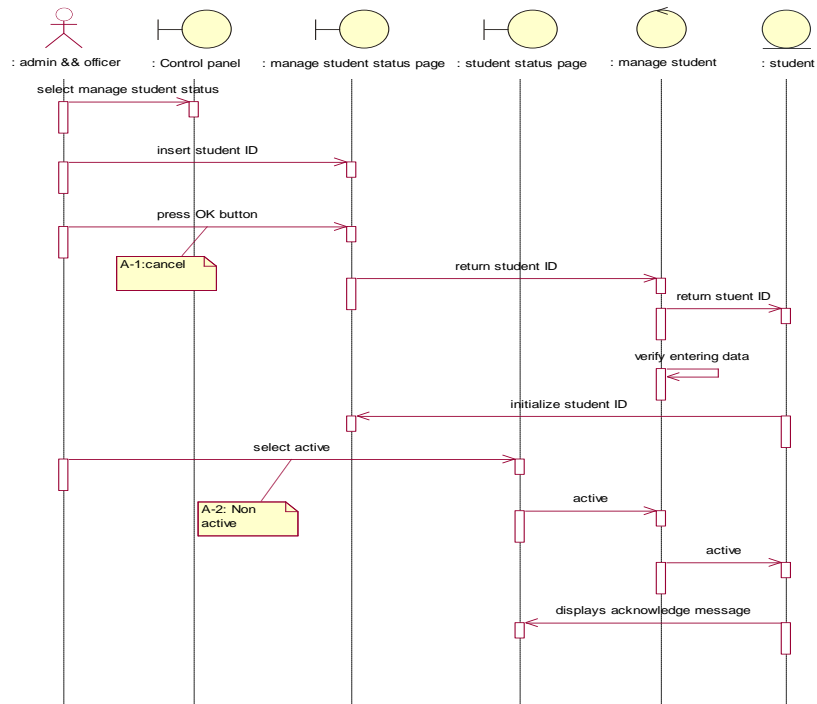 : admin && officer
: Control panel
: manage student status page
: student status page
: manage student
: student
select manage student status
insert student ID
press OK button
A-1:cancel
return student ID
return stuent ID
verify entering data
initialize student ID
select active
A-2: Non
active
active
active
displays acknowledge message